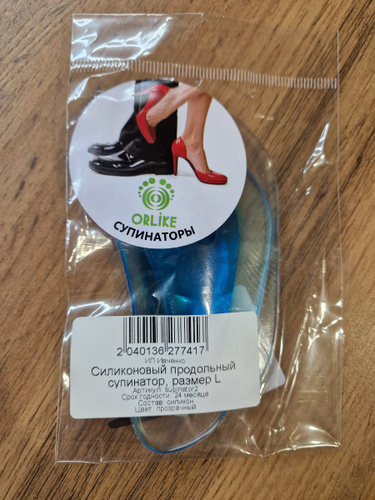 ORLIKE
СУПИНАТОРЫ
2 040136 277417
ИП Ивченко
Силиконовый продольный
супинатор, размер L
Артикул: supinator2
Срок годности: 24 месяца
Состав: силикон
Цвет: прозрачный